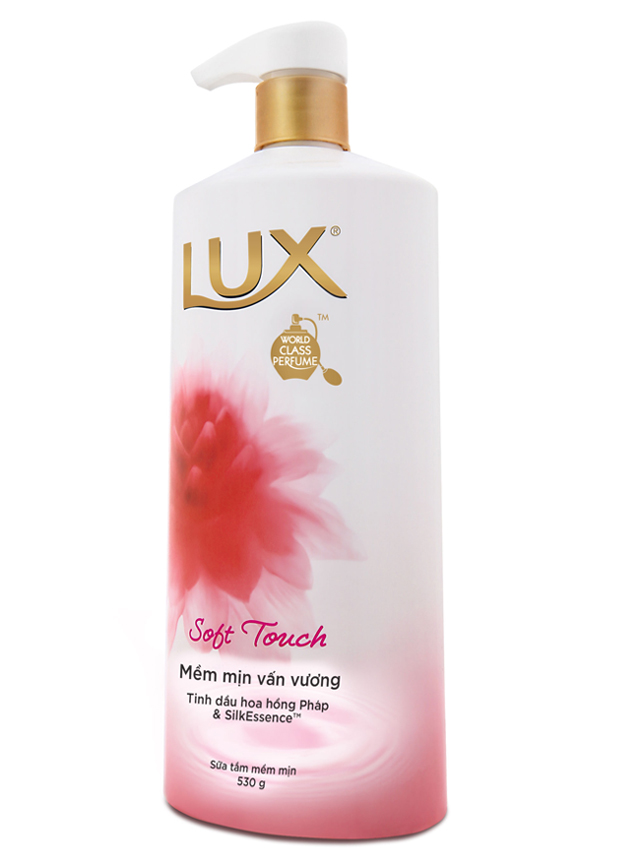 LUX®
™
WORLD
CLASS
PERFUME
Soft Touch
Mềm mịn vấn vương
Tinh dầu hoa hồng Pháp
& SilkEssence™
Sữa tắm mềm mịn
530 g